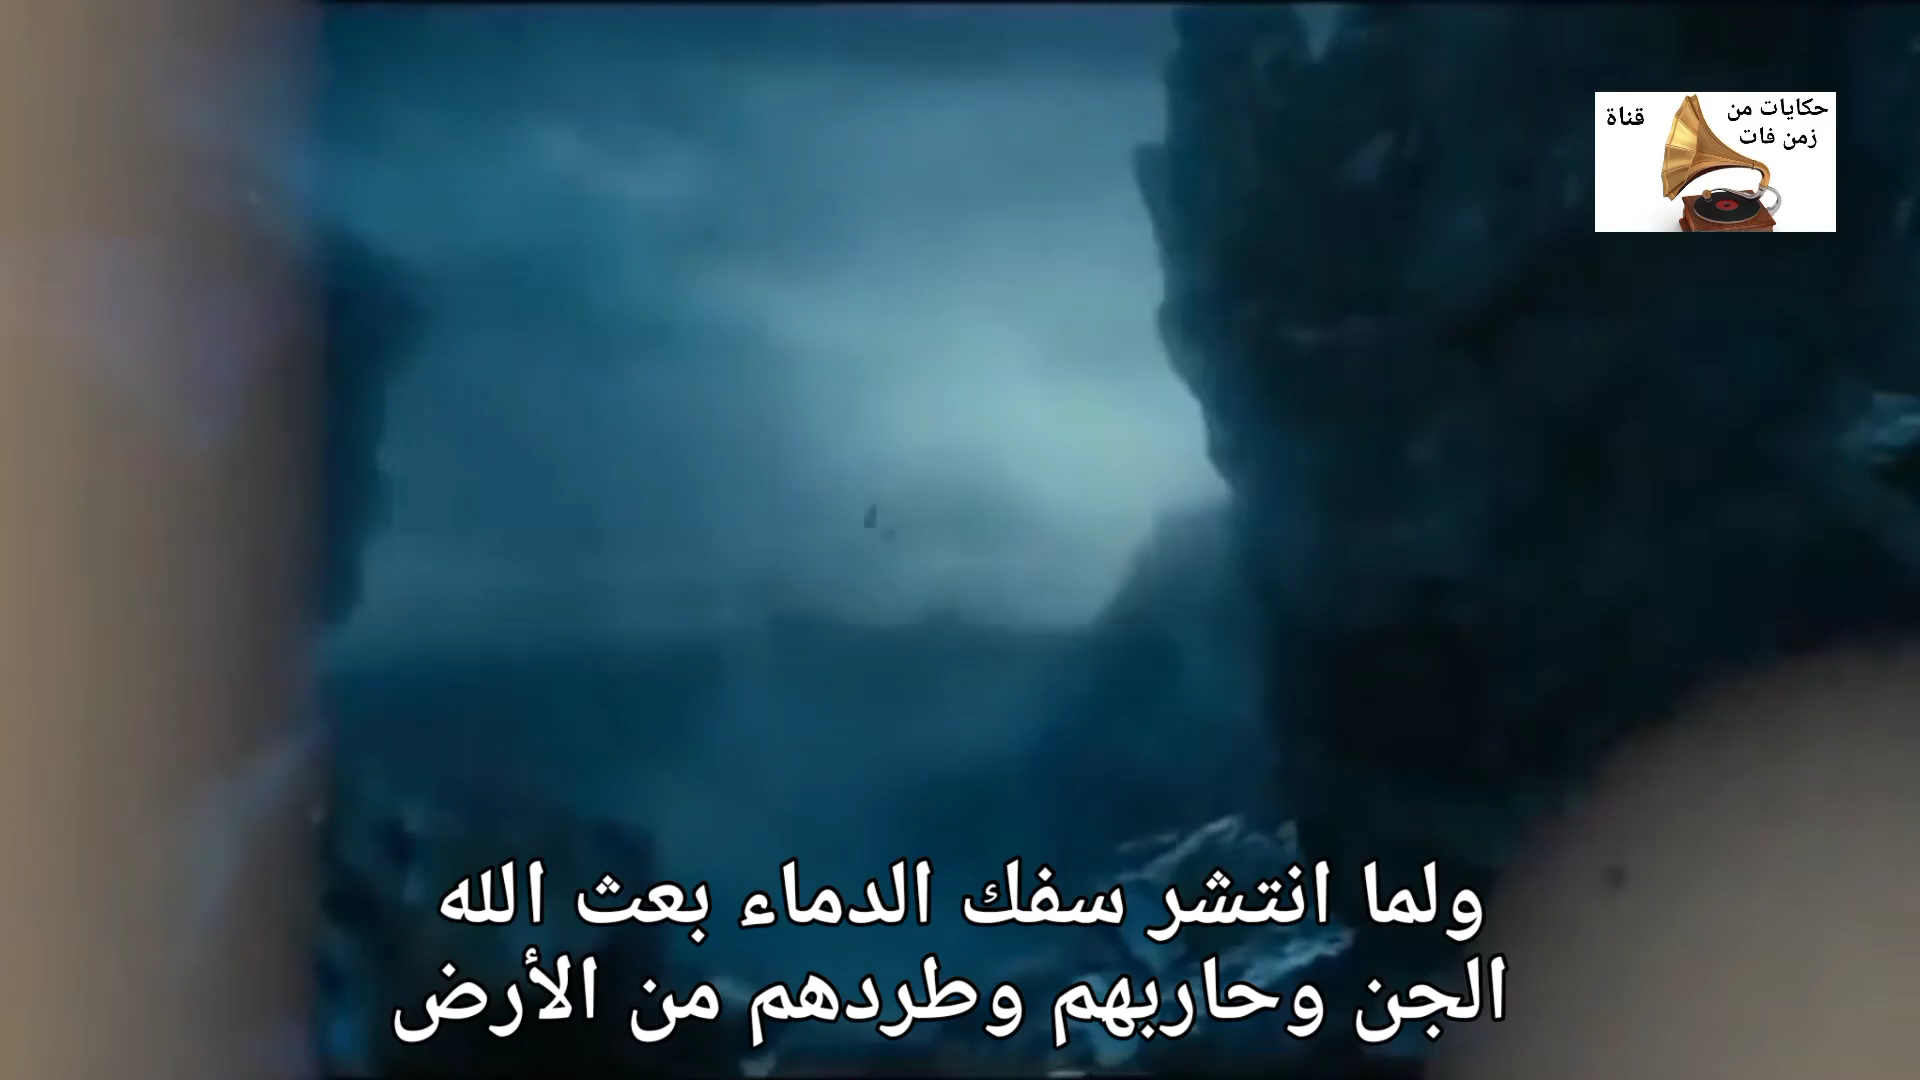 قناة
حكايات من
زمن فات
ولما انتشر سفك الدماء بعث الله
الجن وحاربهم وطردهم من الأرض